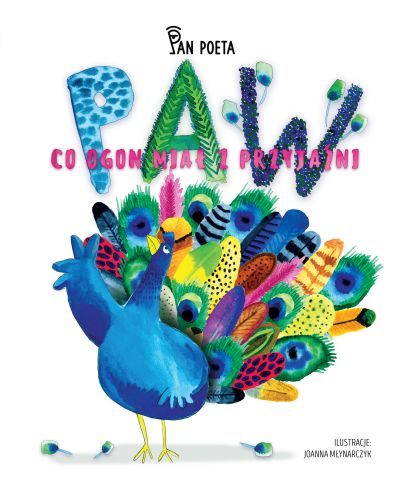 PAN POETA
PAW
CO OGON MIAŁ Z PRZYJAŹNI
ILUSTRACJE:
JOANNA MŁYNARCZYK